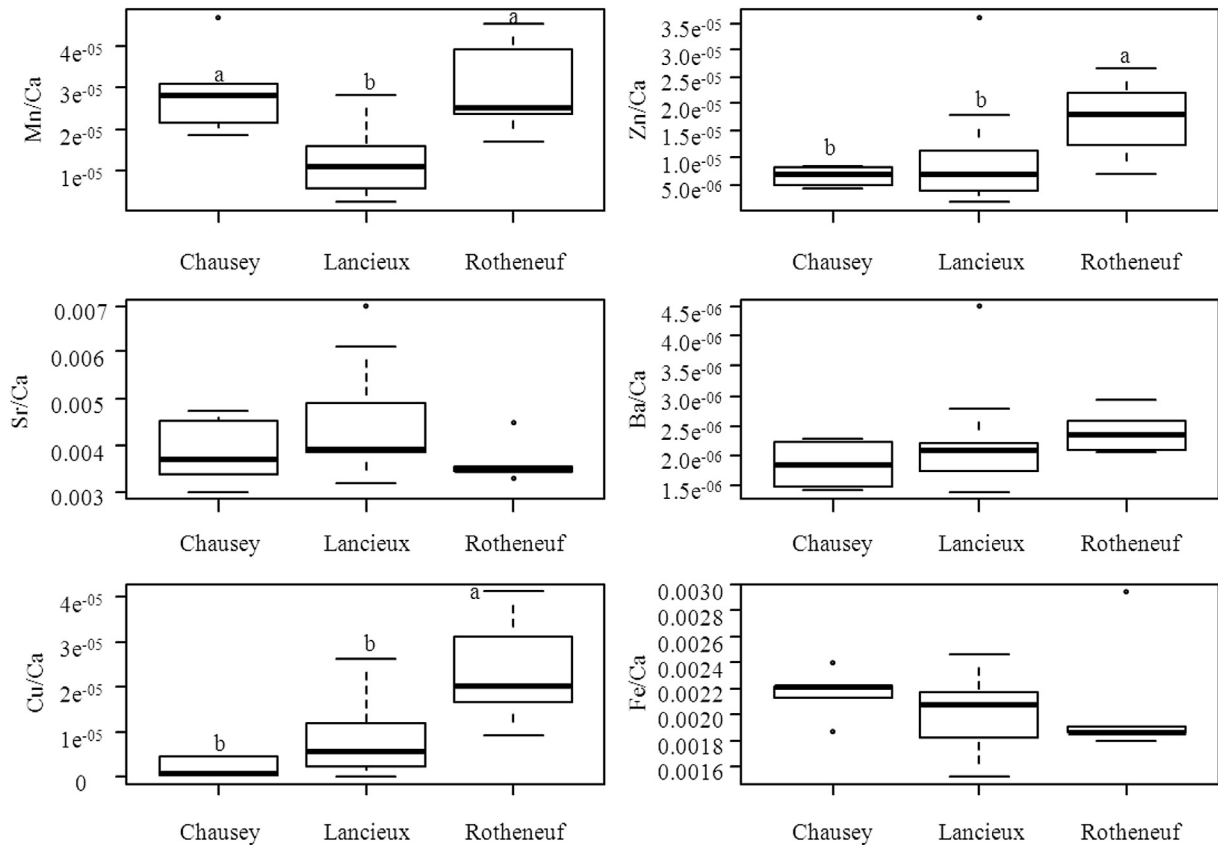 Mn/Ca
4e-05
3e-05
2e-05
1e-05
a
b
a
Chausey Lancieux Rotheneuf
Zn/Ca
3.5e-05
3.0e-05
2.5e-05
2.0e-05
1.5e-05
1.0e-05
5.0e-06
b
b
a
Chausey Lancieux Rotheneuf
Sr/Ca
0.007
0.006
0.005
0.004
0.003
Chausey Lancieux Rotheneuf
Ba/Ca
4.5e-06
4.0e-06
3.5e-06
3.0e-06
2.5e-06
2.0e-06
1.5e-06
Chausey Lancieux Rotheneuf
Cu/Ca
4e-05
3e-05
2e-05
1e-05
0
b
b
a
Chausey Lancieux Rotheneuf
Fe/Ca
0.0030
0.0028
0.0026
0.0024
0.0022
0.0020
0.0018
0.0016
Chausey Lancieux Rotheneuf